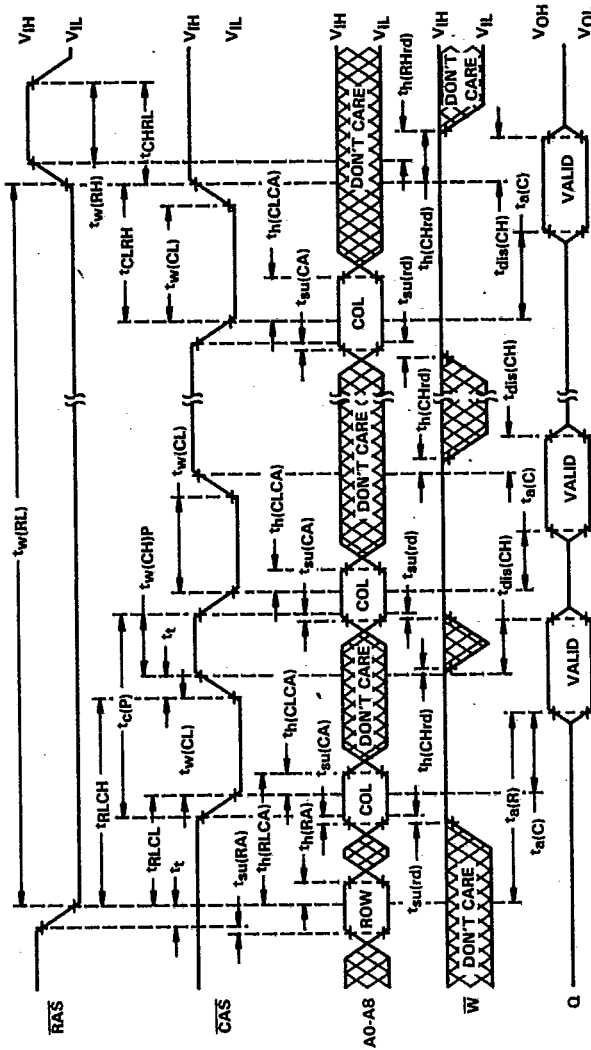 RAS
VIH
VIL
tw(RL)
tw(RH)
tCHRL
tCLRH
tRLCH
tc(P)
tw(CH)P
tw(CL)
tRLCL
tt
tt
tw(CL)
tw(CL)
CAS
VIH
VIL
tsu(RA)
th(RLCA)
th(RA)
tsu(CA)
th(CLCA)
tsu(CA)
th(CLCA)
tsu(CA)
th(CLCA)
A0-A8
ROW
COL
DON'T CARE
COL
DON'T CARE
COL
DON'T CARE
VIH
VIL
tsu(rd)
th(CHrd)
tsu(rd)
th(CHrd)
tsu(rd)
th(CHrd)
th(RHrd)
W
DON'T CARE
DON'T CARE
VIH
VIL
ta(R)
ta(C)
tdis(CH)
ta(C)
tdis(CH)
ta(C)
tdis(CH)
Q
VALID
VALID
VALID
VOH
VOL